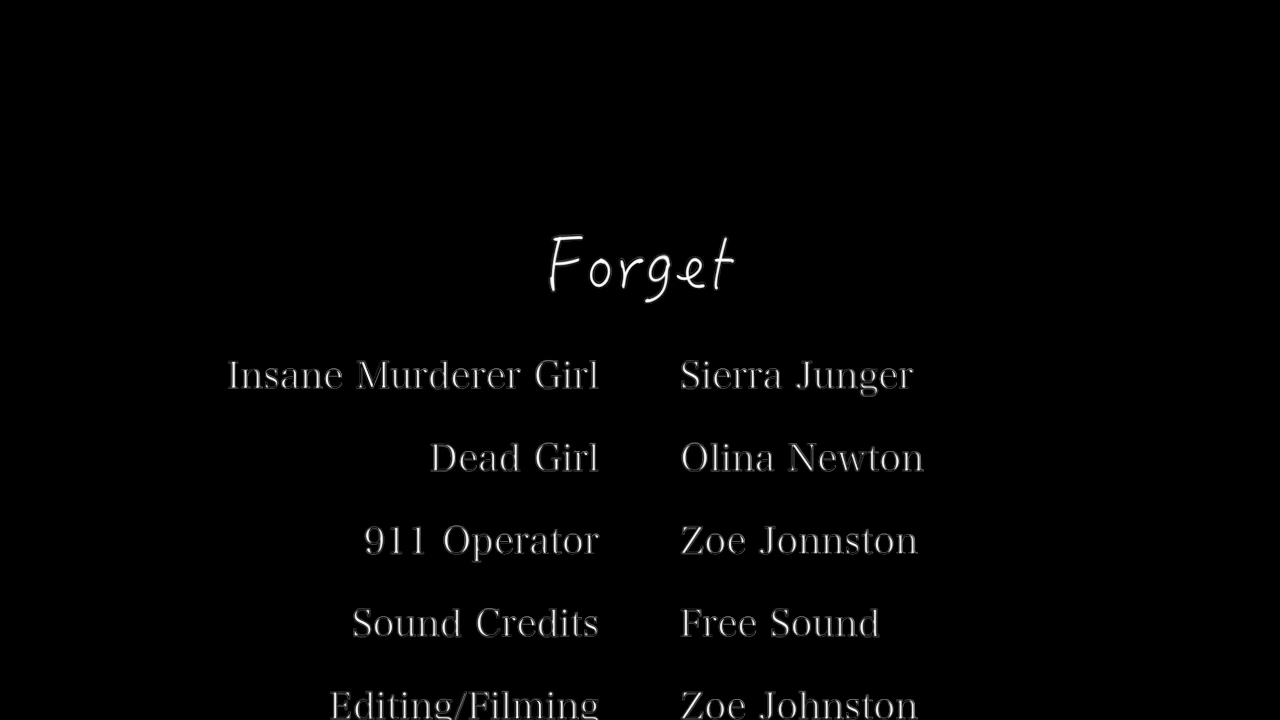 Forget
Insane Murderer Girl Sierra Junger
Dead Girl Olina Newton
911 Operator Zoe Jonnston
Sound Credits Free Sound
Editing/Filming Zoe Johnston